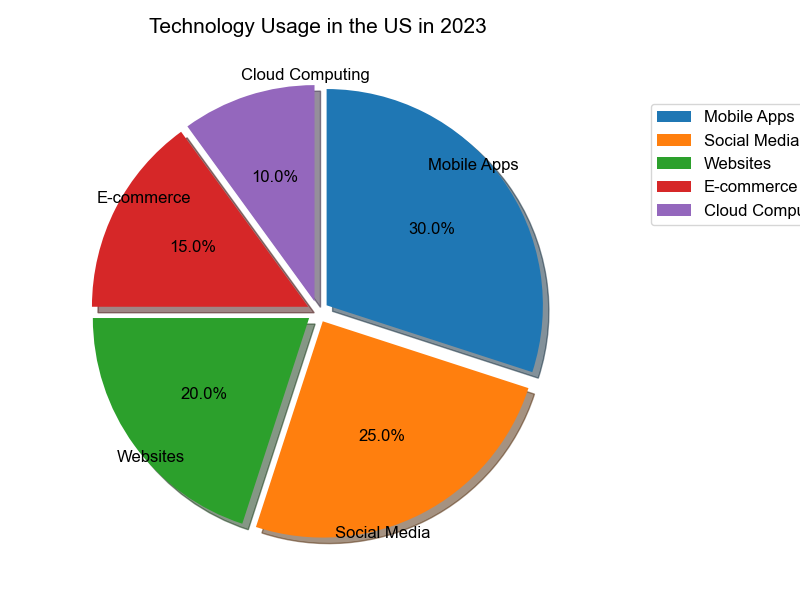 Technology Usage in the US in 2023
Cloud Computing
Mobile Apps
E-commerce
Websites
Social Media
10.0%
30.0%
15.0%
20.0%
25.0%
Mobile Apps
Social Media
Websites
E-commerce
Cloud Compu